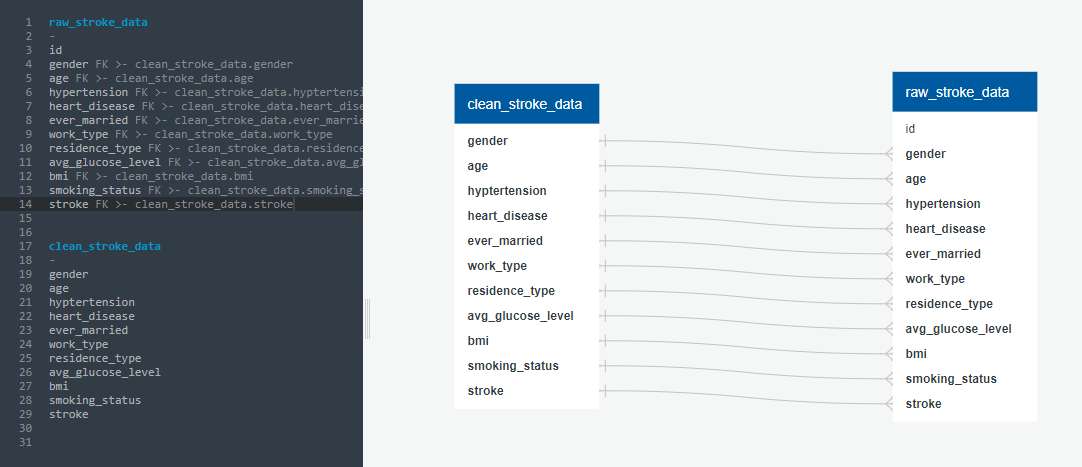 1 raw_stroke_data
2 -
3 id
4 gender FK >- clean_stroke_data.gender
5 age FK >- clean_stroke_data.age
6 hypertension FK >- clean_stroke_data.hyptertensi
7 heart_disease FK >- clean_stroke_data.heart_dise
8 ever_married FK >- clean_stroke_data.ever_marrie
9 work_type FK >- clean_stroke_data.work_type
10 residence_type FK >- clean_stroke_data.residence
11 avg_glucose_level FK >- clean_stroke_data.avg_gl
12 bmi FK >- clean_stroke_data.bmi
13 smoking_status FK >- clean_stroke_data.smoking_s
14 stroke FK >- clean_stroke_data.stroke
15
16
17 clean_stroke_data
18 -
19 gender
20 age
21 hyptertension
22 heart_disease
23 ever_married
24 work_type
25 residence_type
26 avg_glucose_level
27 bmi
28 smoking_status
29 stroke
30
31
clean_stroke_data
gender
age
hyptertension
heart_disease
ever_married
work_type
residence_type
avg_glucose_level
bmi
smoking_status
stroke
raw_stroke_data
id
gender
age
hypertension
heart_disease
ever_married
work_type
residence_type
avg_glucose_level
bmi
smoking_status
stroke